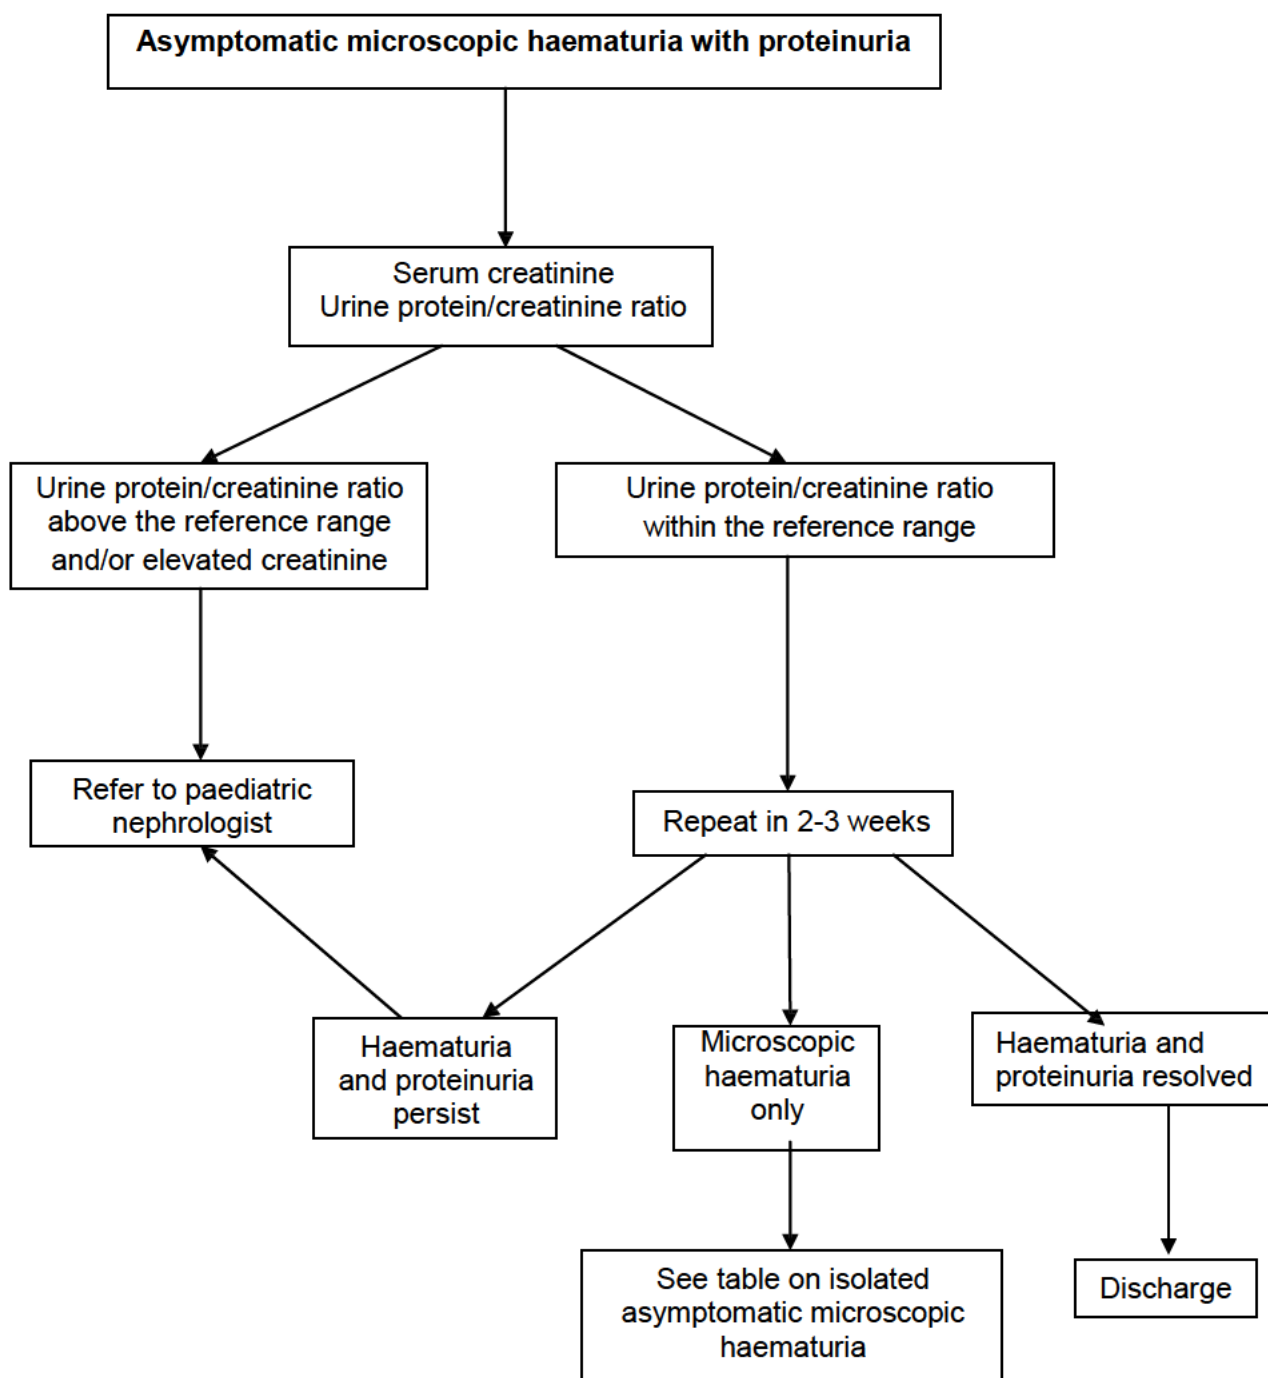 Asymptomatic microscopic haematuria with proteinuria
Serum creatinine
Urine protein/creatinine ratio
Urine protein/creatinine ratio
above the reference range
and/or elevated creatinine
Urine protein/creatinine ratio
within the reference range
Refer to paediatric
nephrologist
Repeat in 2-3 weeks
Haematuria
and proteinuria
persist
Microscopic
haematuria
only
Haematuria and
proteinuria resolved
See table on isolated
asymptomatic microscopic
haematuria
Discharge